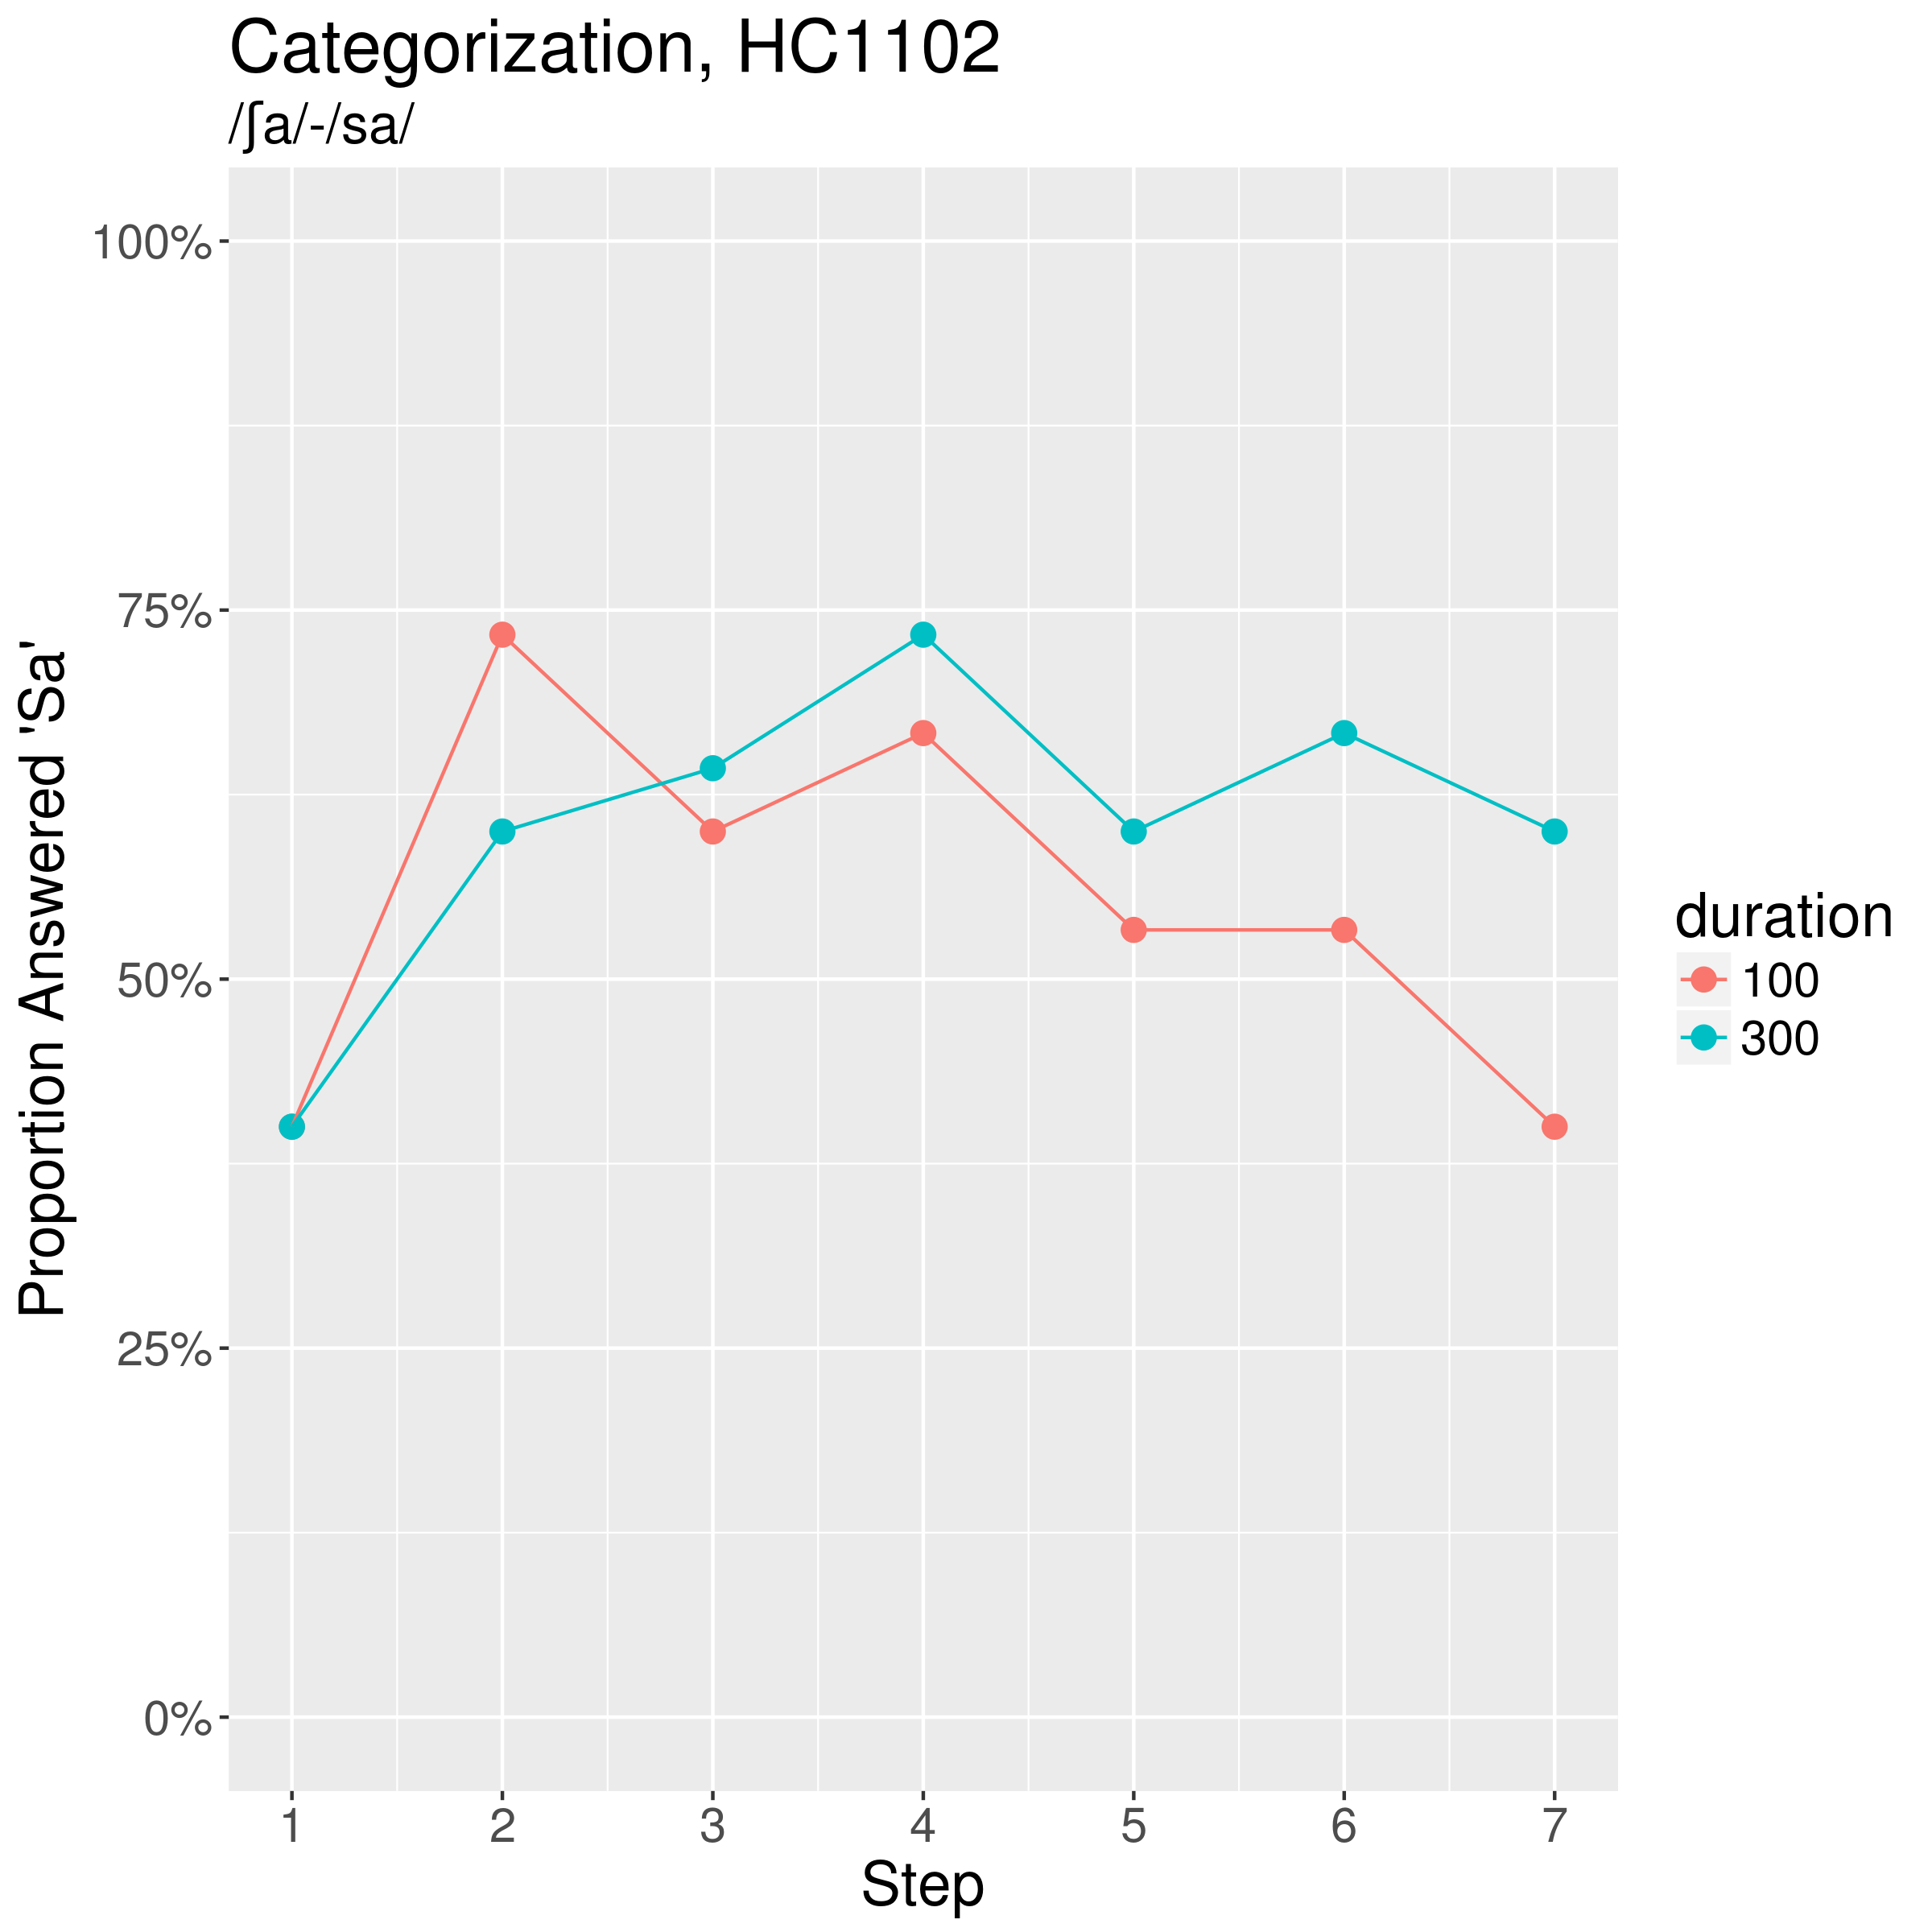 Categorization, HC1102
/ʃa/-/sa/
Proportion Answered 'Sa'
100%
75%
50%
25%
0%
1 2 3 4 5 6 7
Step
duration
100
300